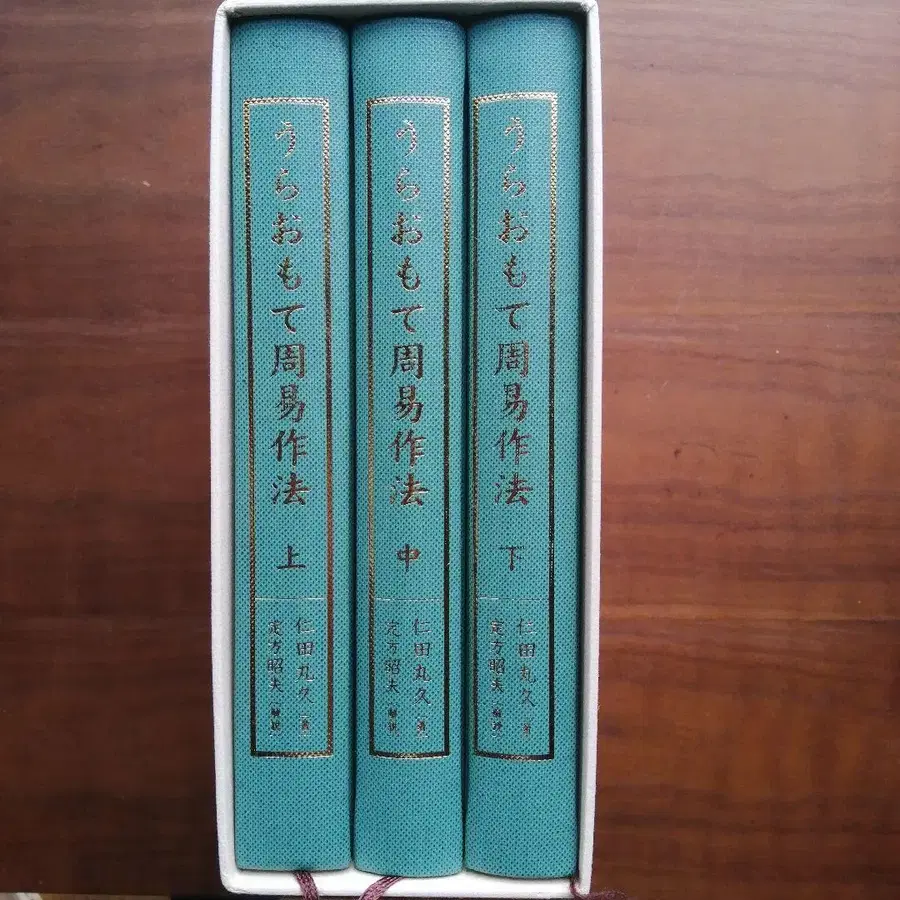 うらおもて周易作法 上
仁田丸久 著
定方昭夫 解説
うらおもて周易作法 中
仁田丸久 著
定方昭夫 解説
うらおもて周易作法 下
仁田丸久 著
定方昭夫 解説